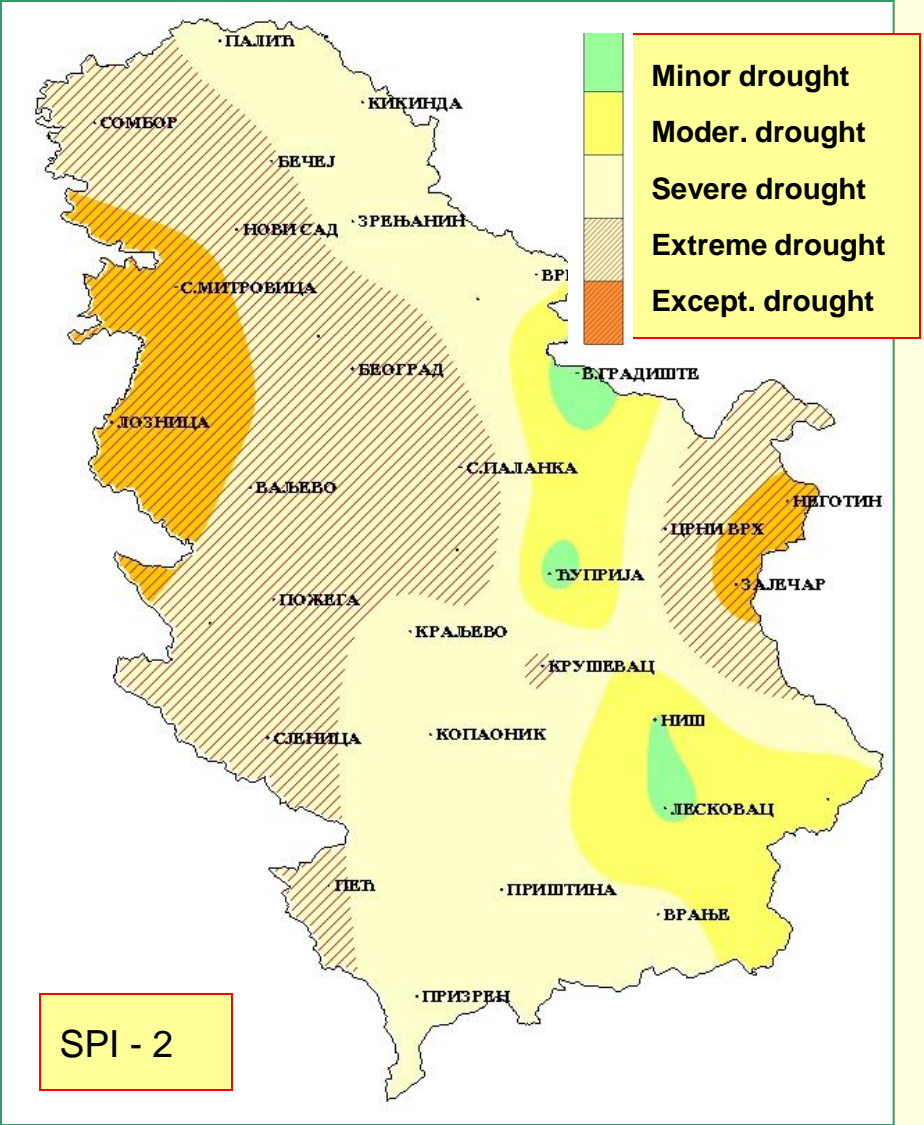 ПАЛИЋ
КИКИНДА
СОМБОР
БЕЧЕЈ
НОВИ САД
ЗРЕЊАНИН
С.МИТРОВИЦА
БЕОГРАД
В.ГРАДИШТЕ
ЛОЗНИЦА
С.ПАЛАНКА
ВАЉЕВО
НЕГОТИН
ЦРНИ ВРХ
ЋУПРИЈА
ЗАЈЕЧАР
ПОЖЕГА
КРАЉЕВО
КРУШЕВАЦ
НИШ
СЈЕНИЦА
КОПАОНИК
ЛЕСКОВАЦ
ПЕЋ
ПРИШТИНА
ВРАЊЕ
ПРИЗРЕН
Minor drought
Moder. drought
Severe drought
Extreme drought
Except. drought
SPI - 2